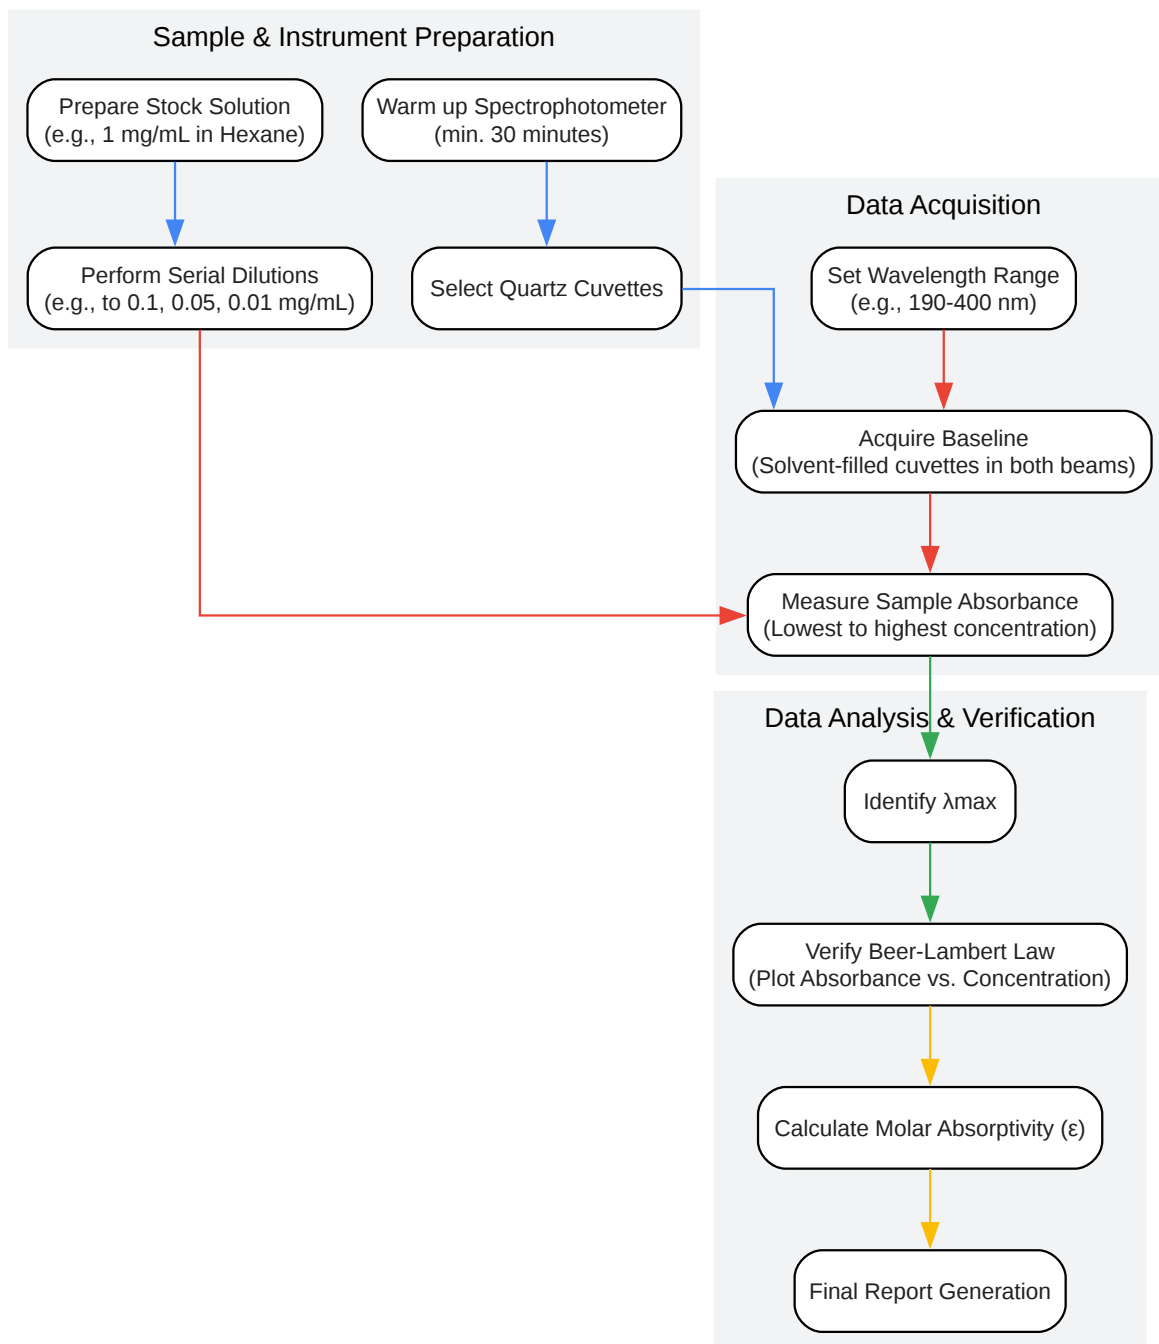 Sample & Instrument Preparation
Prepare Stock Solution
(e.g., 1 mg/mL in Hexane)
Warm up Spectrophotometer
(min. 30 minutes)
Perform Serial Dilutions
(e.g., to 0.1, 0.05, 0.01 mg/mL)
Select Quartz Cuvettes
Data Acquisition
Set Wavelength Range
(e.g., 190-400 nm)
Acquire Baseline
(Solvent-filled cuvettes in both beams)
Measure Sample Absorbance
(Lowest to highest concentration)
Data Analysis & Verification
Identify λmax
Verify Beer-Lambert Law
(Plot Absorbance vs. Concentration)
Calculate Molar Absorptivity (ε)
Final Report Generation